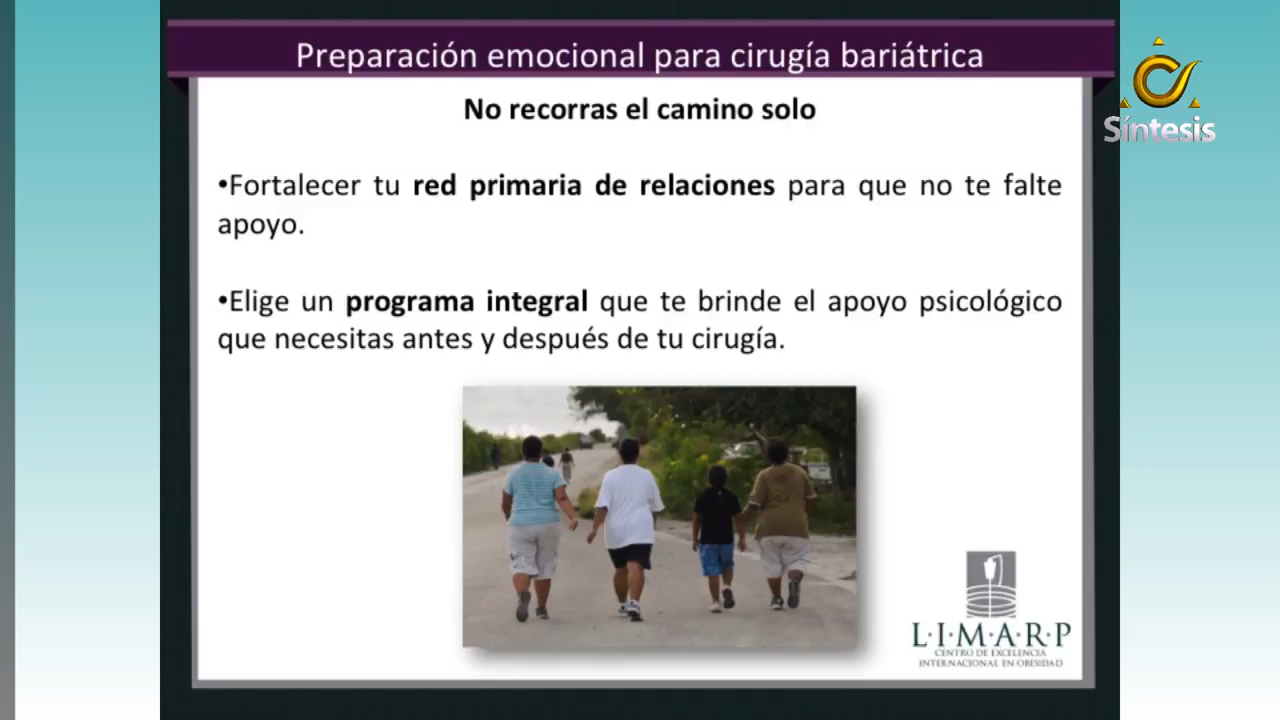 Preparación emocional para cirugía bariátrica
Síntesis
No recorras el camino solo
•Fortalecer tu red primaria de relaciones para que no te falte
apoyo.
•Elige un programa integral que te brinde el apoyo psicológico
que necesitas antes y después de tu cirugía.
L·I·M·A·R·P
CENTRO DE EXCELENCIA
INTERNACIONAL EN OBESIDAD